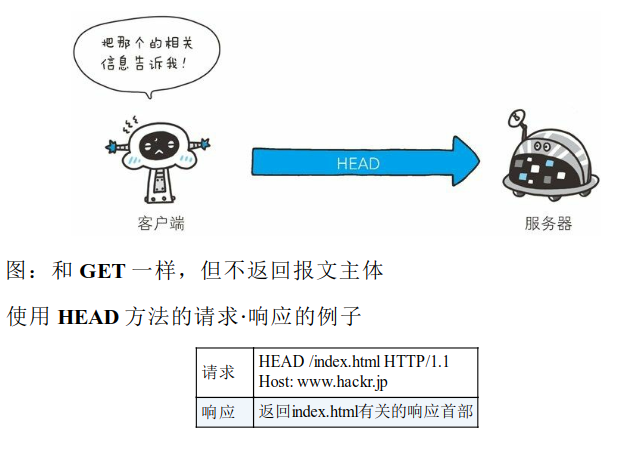 把那个的相关
信息告诉我！
HEAD
客户端
服务器
图：和 GET 一样，但不返回报文主体
使用 HEAD 方法的请求·响应的例子
请求
HEAD /index.html HTTP/1.1
Host: www.hackr.jp
响应
返回index.html有关的响应首部